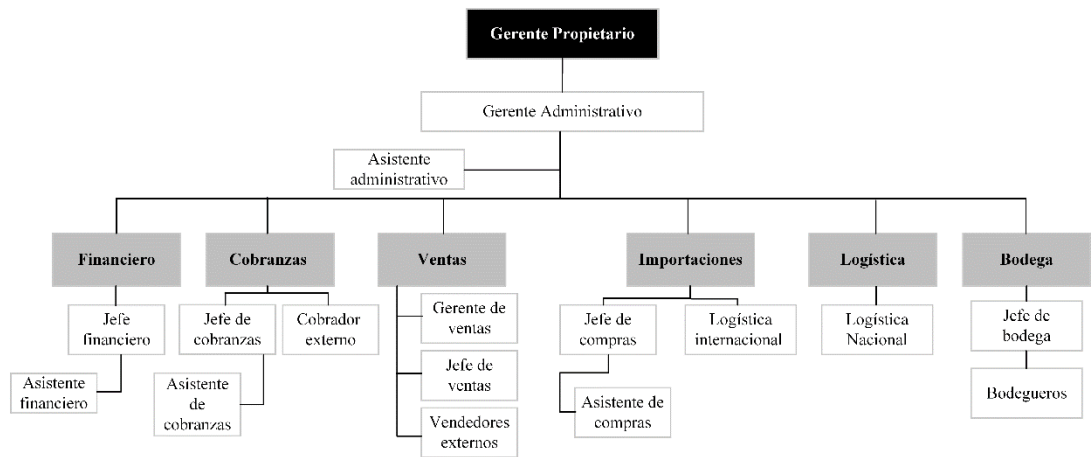 Gerente Propietario
Gerente Administrativo
Asistente
administrativo
Financiero
Cobranzas
Ventas
Importaciones
Logística
Bodega
Jefe
financiero
Asistente
financiero
Jefe de
cobranzas
Cobrador
externo
Asistente
de
cobranzas
Gerente de
ventas
Jefe de
ventas
Vendedores
externos
Jefe de
compras
Logística
internacional
Asistente de
compras
Logística
Nacional
Jefe de
bodega
Bodegueros